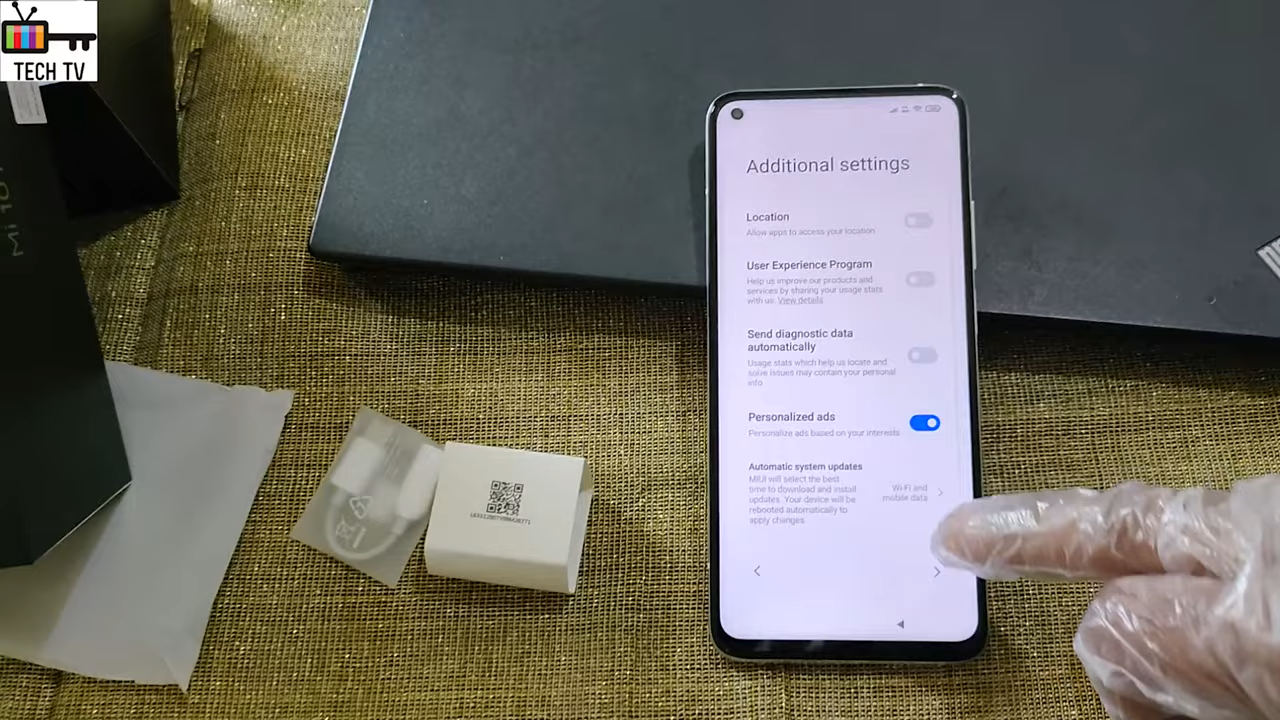 TECH TV
Mi 10T
Additional settings
Location
Allow apps to access your location
User Experience Program
Help us improve our products and
services by sharing your usage stats
with us. View details
Send diagnostic data
automatically
Usage stats which help us locate and
solve issues may contain your personal
info
Personalized ads
Personalize ads based on your interests
Automatic system updates
MIUI will select the best
time to download and install
updates. Your device will be
rebooted automatically to
apply changes.
Wi-Fi and
mobile data